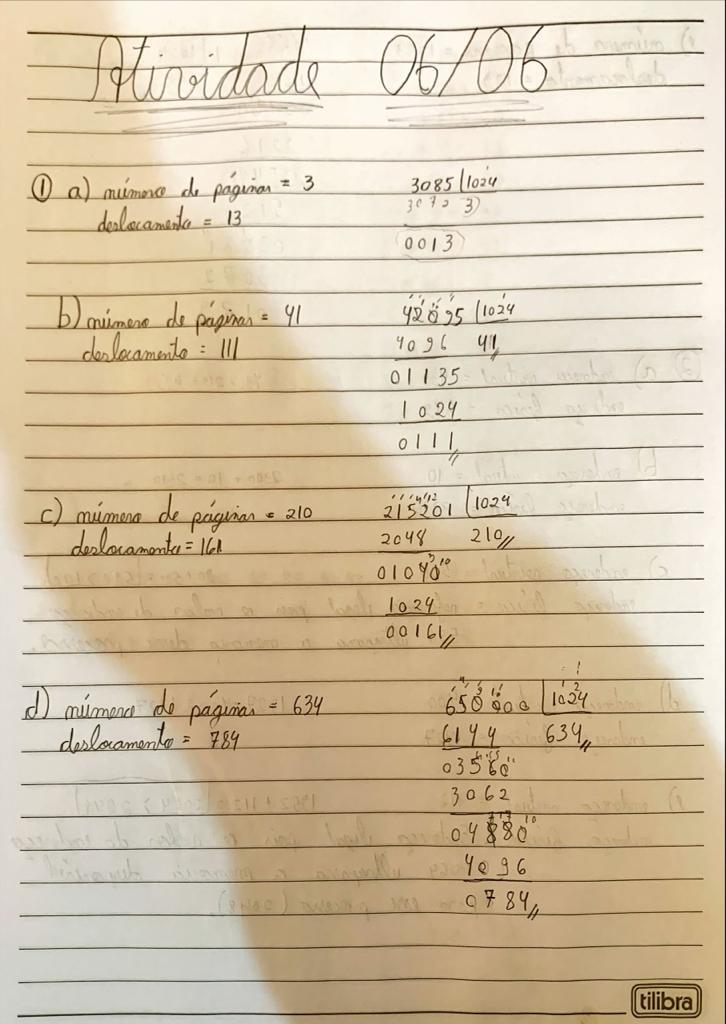 Atividade 06/06
① a) número de páginas = 3 3085 1024
3072 3
deslocamento = 13
0013
b) número de páginas = 41 42095 1024
deslocamento = 111 4096 41
01135
1024
0111
c) número de páginas = 210 215201 1024
deslocamento = 161 2048 210
01040
1024
00161
d) número de páginas = 634 650000 1024
deslocamento = 784 6144 634
03560
3062
04880
4096
0784
tilibra